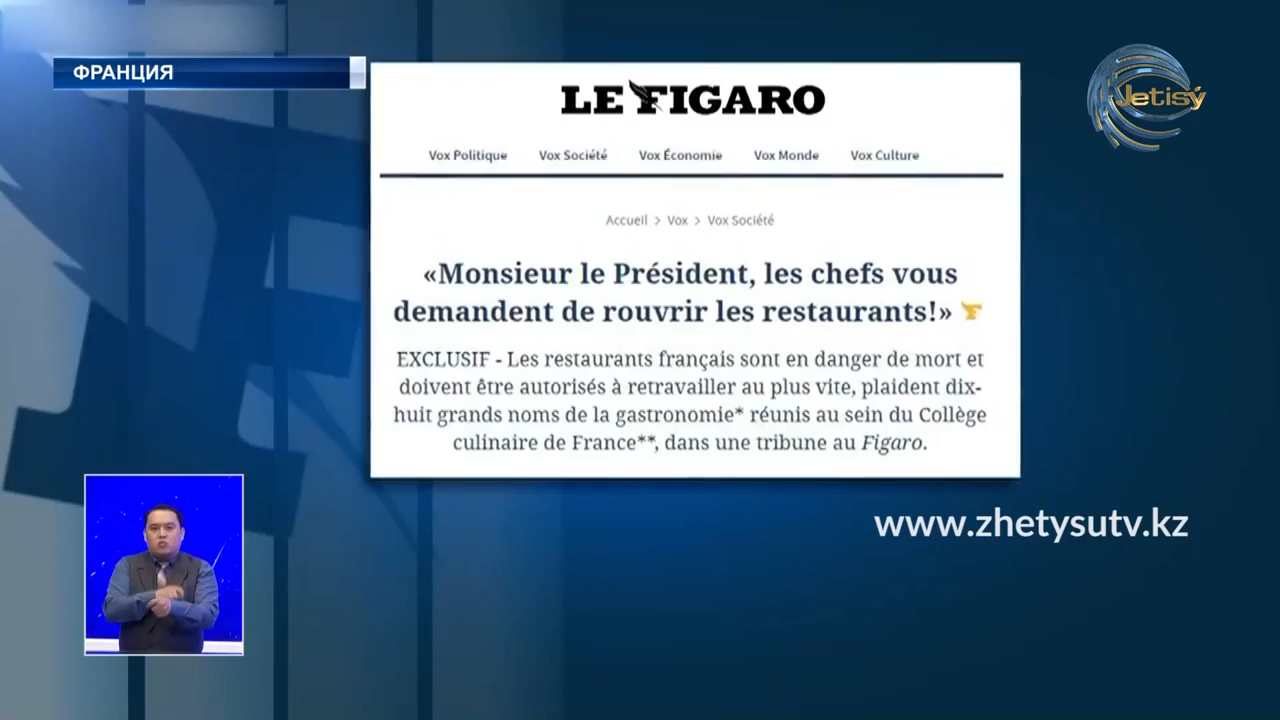 ФРАНЦИЯ
Jetisý
LE FIGARO
Vox Politique Vox Société Vox Économie Vox Monde Vox Culture
Accueil > Vox > Vox Société
«Monsieur le Président, les chefs vous
demandent de rouvrir les restaurants!»
EXCLUSIF - Les restaurants français sont en danger de mort et
doivent être autorisés à retravailler au plus vite, plaident dix-
huit grands noms de la gastronomie* réunis au sein du Collège
culinaire de France**, dans une tribune au Figaro.
www.zhetysutv.kz